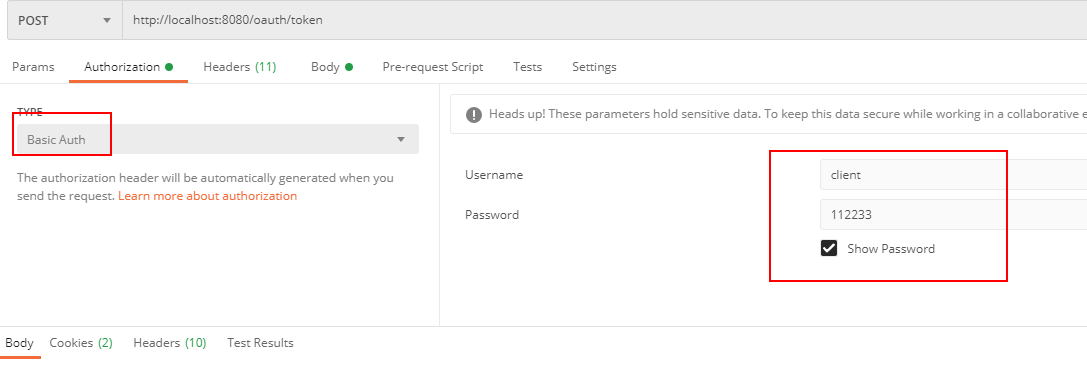 POST http://localhost:8080/oauth/token
Params Authorization Headers (11) Body Pre-request Script Tests Settings
TYPE
Basic Auth
The authorization header will be automatically generated when you
send the request. Learn more about authorization
Heads up! These parameters hold sensitive data. To keep this data secure while working in a collaborative e
Username client
Password 112233
Show Password
Body Cookies (2) Headers (10) Test Results